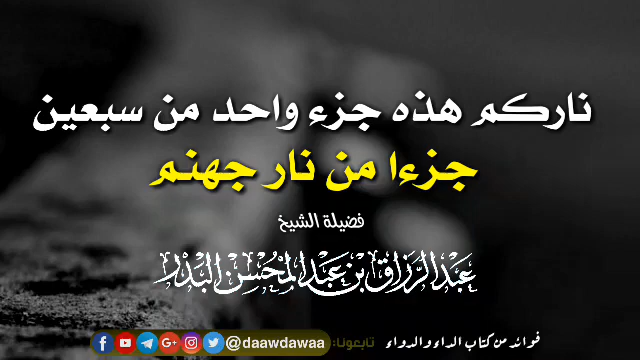 ناركم هذه جزء واحد من سبعين
جزءا من نار جهنم
فضيلة الشيخ
عبد الرزاق بن عبد المحسن البدر
فوائد من كتاب الداء والدواء
تابعونا: @daawdawaa